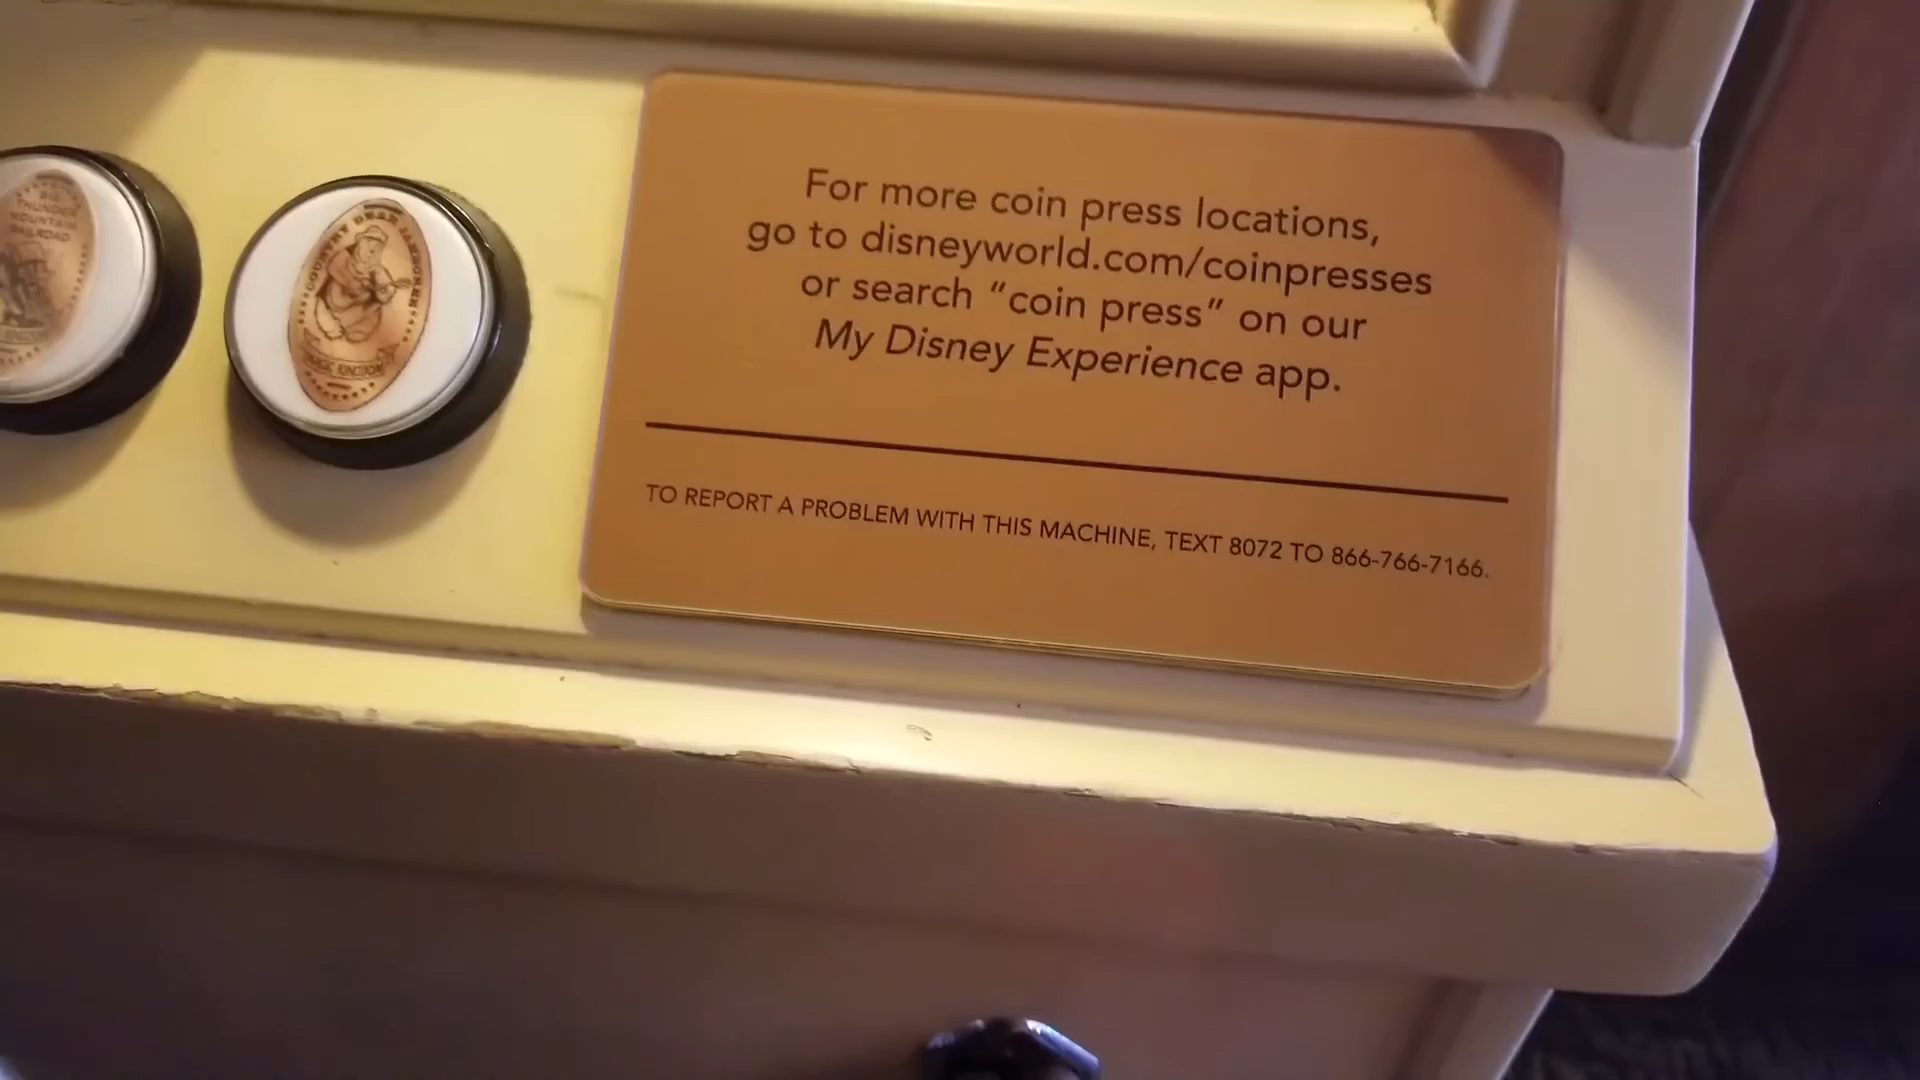 BIG
THUNDER
MOUNTAIN
RAILROAD
COUNTRY BEAR JAMBOREE
MAGIC KINGDOM
For more coin press locations,
go to disneyworld.com/coinpresses
or search “coin press” on our
My Disney Experience app.
TO REPORT A PROBLEM WITH THIS MACHINE, TEXT 8072 TO 866-766-7166.